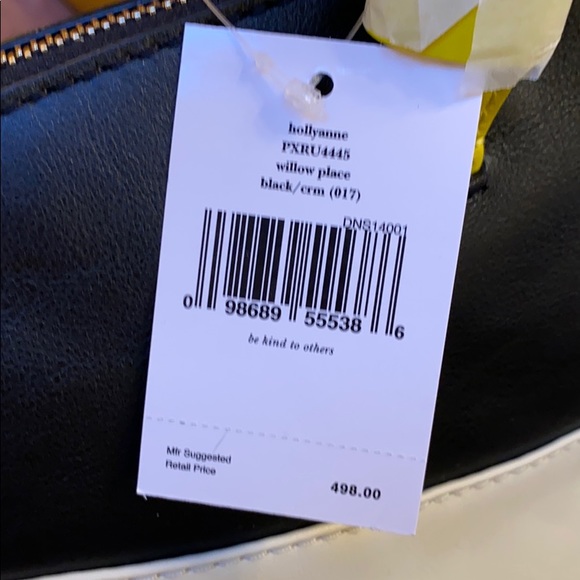 hollyanne
PXRU4445
willow place
black/crm (017)
DNS14001
0 98689 55538 6
be kind to others
Mfr Suggested
Retail Price
498.00